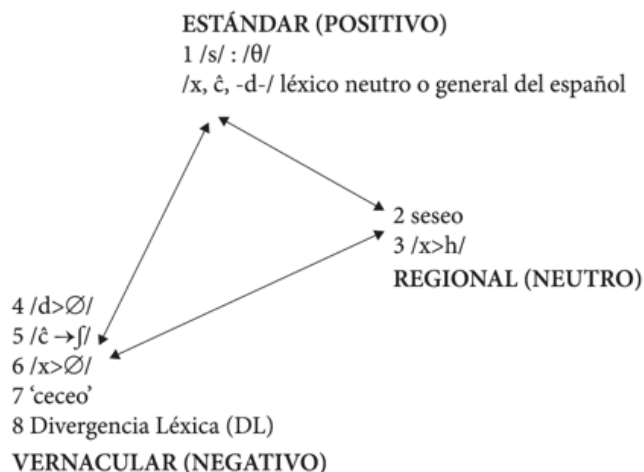 ESTÁNDAR (POSITIVO)
1 /s/ : /θ/
/x, ĉ, -d-/ léxico neutro o general del español
2 seseo
3 /x>h/
REGIONAL (NEUTRO)
4 /d>∅/
5 /ĉ →ʃ/
6 /x>∅/
7 ‘ceceo’
8 Divergencia Léxica (DL)
VERNACULAR (NEGATIVO)